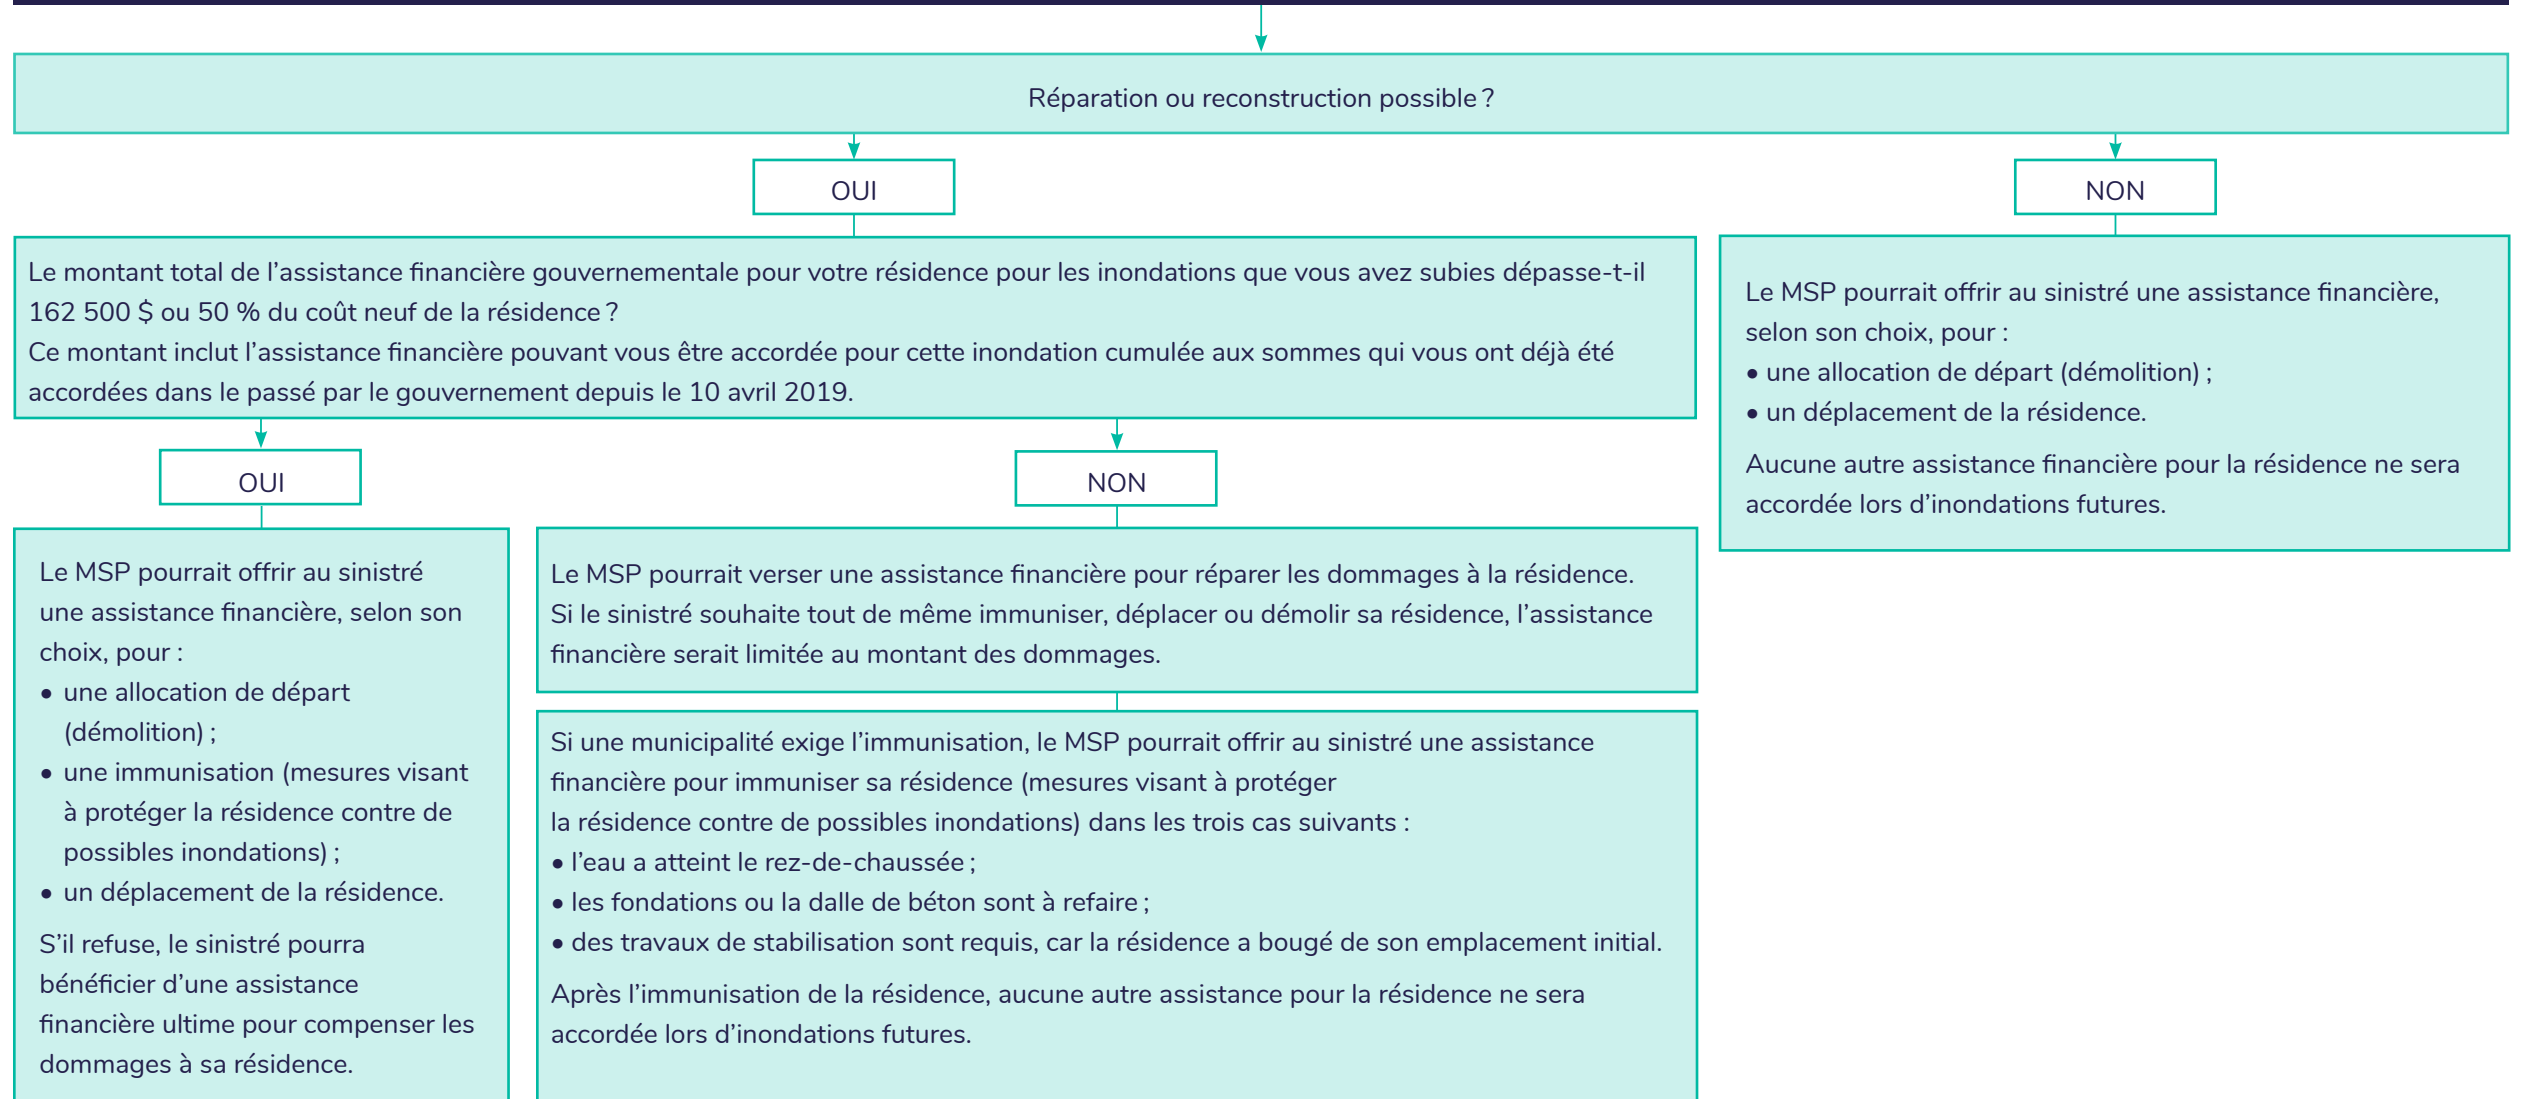 Réparation ou reconstruction possible ?
OUI
NON
Le montant total de l’assistance financière gouvernementale pour votre résidence pour les inondations que vous avez subies dépasse-t-il
162 500 $ ou 50 % du coût neuf de la résidence ?
Ce montant inclut l’assistance financière pouvant vous être accordée pour cette inondation cumulée aux sommes qui vous ont déjà été
accordées dans le passé par le gouvernement depuis le 10 avril 2019.
Le MSP pourrait offrir au sinistré une assistance financière,
selon son choix, pour :
• une allocation de départ (démolition) ;
• un déplacement de la résidence.
Aucune autre assistance financière pour la résidence ne sera
accordée lors d’inondations futures.
OUI
NON
Le MSP pourrait offrir au sinistré
une assistance financière, selon son
choix, pour :
• une allocation de départ
(démolition) ;
• une immunisation (mesures visant
à protéger la résidence contre de
possibles inondations) ;
• un déplacement de la résidence.
S’il refuse, le sinistré pourra
bénéficier d’une assistance
financière ultime pour compenser les
dommages à sa résidence.
Le MSP pourrait verser une assistance financière pour réparer les dommages à la résidence.
Si le sinistré souhaite tout de même immuniser, déplacer ou démolir sa résidence, l’assistance
financière serait limitée au montant des dommages.
Si une municipalité exige l’immunisation, le MSP pourrait offrir au sinistré une assistance
financière pour immuniser sa résidence (mesures visant à protéger
la résidence contre de possibles inondations) dans les trois cas suivants :
• l’eau a atteint le rez-de-chaussée ;
• les fondations ou la dalle de béton sont à refaire ;
• des travaux de stabilisation sont requis, car la résidence a bougé de son emplacement initial.
Après l’immunisation de la résidence, aucune autre assistance pour la résidence ne sera
accordée lors d’inondations futures.